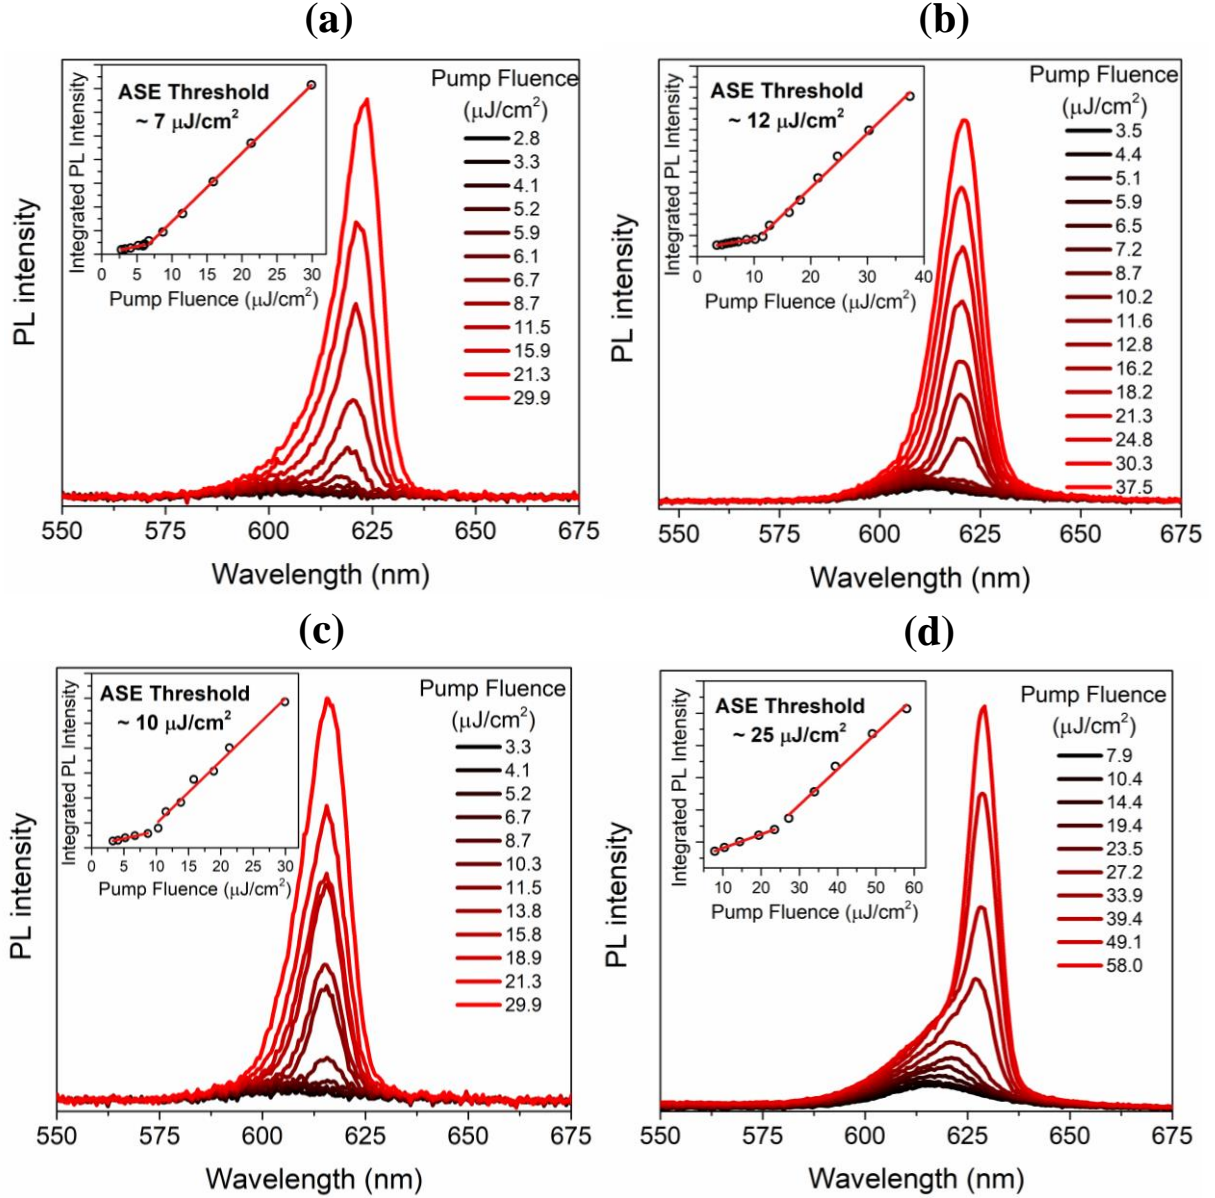 (a)
PL intensity
Integrated PL Intensity
ASE Threshold
~ 7 μJ/cm²
0 5 10 15 20 25 30
Pump Fluence (μJ/cm²)
Pump Fluence
(μJ/cm²)
2.8
3.3
4.1
5.2
5.9
6.1
6.7
8.7
11.5
15.9
21.3
29.9
550 575 600 625 650 675
Wavelength (nm)
(b)
PL intensity
Integrated PL Intensity
ASE Threshold
~ 12 μJ/cm²
0 10 20 30 40
Pump Fluence (μJ/cm²)
Pump Fluence
(μJ/cm²)
3.5
4.4
5.1
5.9
6.5
7.2
8.7
10.2
11.6
12.8
16.2
18.2
21.3
24.8
30.3
37.5
550 575 600 625 650 675
Wavelength (nm)
(c)
PL intensity
Integrated PL Intensity
ASE Threshold
~ 10 μJ/cm²
0 5 10 15 20 25 30
Pump Fluence (μJ/cm²)
Pump Fluence
(μJ/cm²)
3.3
4.1
5.2
6.7
8.7
10.3
11.5
13.8
15.8
18.9
21.3
29.9
550 575 600 625 650 675
Wavelength (nm)
(d)
PL intensity
Integrated PL Intensity
ASE Threshold
~ 25 μJ/cm²
10 20 30 40 50 60
Pump Fluence (μJ/cm²)
Pump Fluence
(μJ/cm²)
7.9
10.4
14.4
19.4
23.5
27.2
33.9
39.4
49.1
58.0
550 575 600 625 650 675
Wavelength (nm)